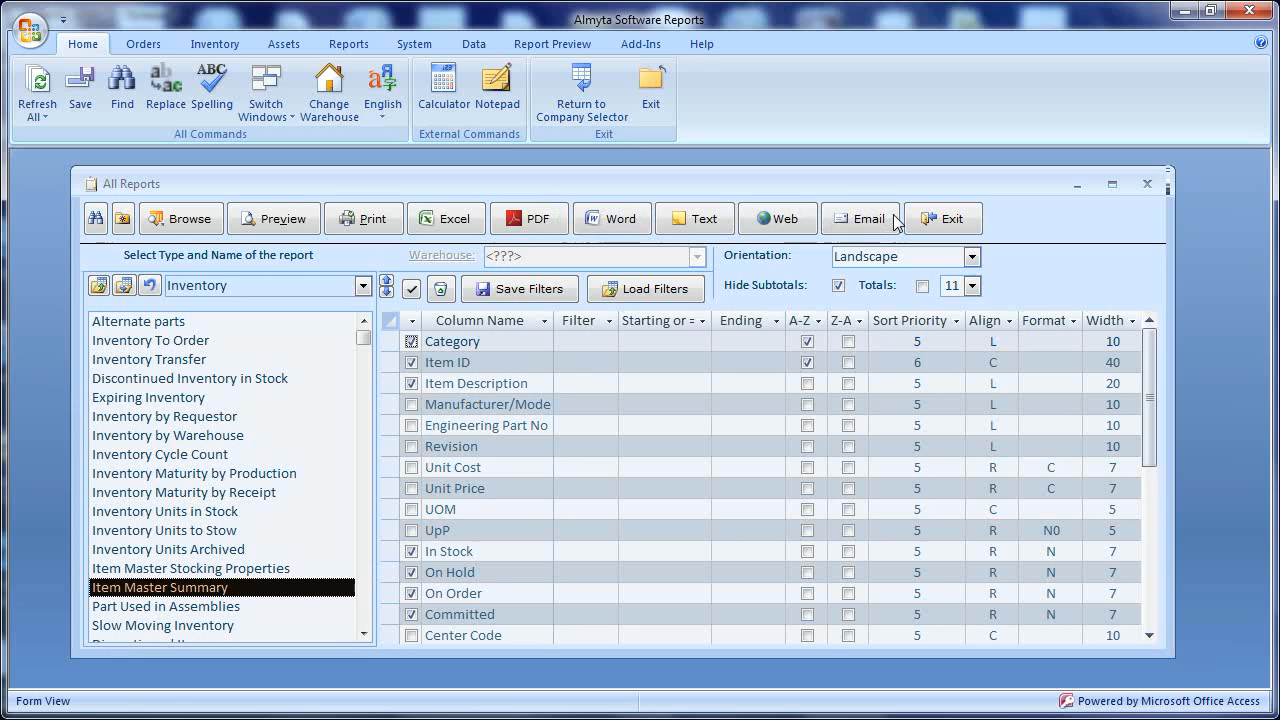 Almyta Software Reports
Home Orders Inventory Assets Reports System Data Report Preview Add-Ins Help
Refresh All Save Find Replace Spelling Switch Windows Change Warehouse English Calculator Notepad Return to Company Selector Exit
All Commands External Commands Exit
All Reports
Browse Preview Print Excel PDF Word Text Web Email Exit
Select Type and Name of the report Warehouse: <???> Orientation: Landscape
Hide Subtotals: Totals: 11
Inventory Save Filters Load Filters
Column Name Filter Starting or = Ending A-Z Z-A Sort Priority Align Format Width
Alternate parts
Inventory To Order
Inventory Transfer
Discontinued Inventory in Stock
Expiring Inventory
Inventory by Requestor
Inventory by Warehouse
Inventory Cycle Count
Inventory Maturity by Production
Inventory Maturity by Receipt
Inventory Units in Stock
Inventory Units to Stow
Inventory Units Archived
Item Master Stocking Properties
Item Master Summary
Part Used in Assemblies
Slow Moving Inventory
Category 5 L 10
Item ID 6 C 40
Item Description 5 L 20
Manufacturer/Mode 5 L 10
Engineering Part No 5 L 10
Revision 5 L 10
Unit Cost 5 R C 7
Unit Price 5 R C 7
UOM 5 C 5
UpP 5 R N0 5
In Stock 5 R N 7
On Hold 5 R N 7
On Order 5 R N 7
Committed 5 R N 7
Center Code 5 C 10
Form View Powered by Microsoft Office Access